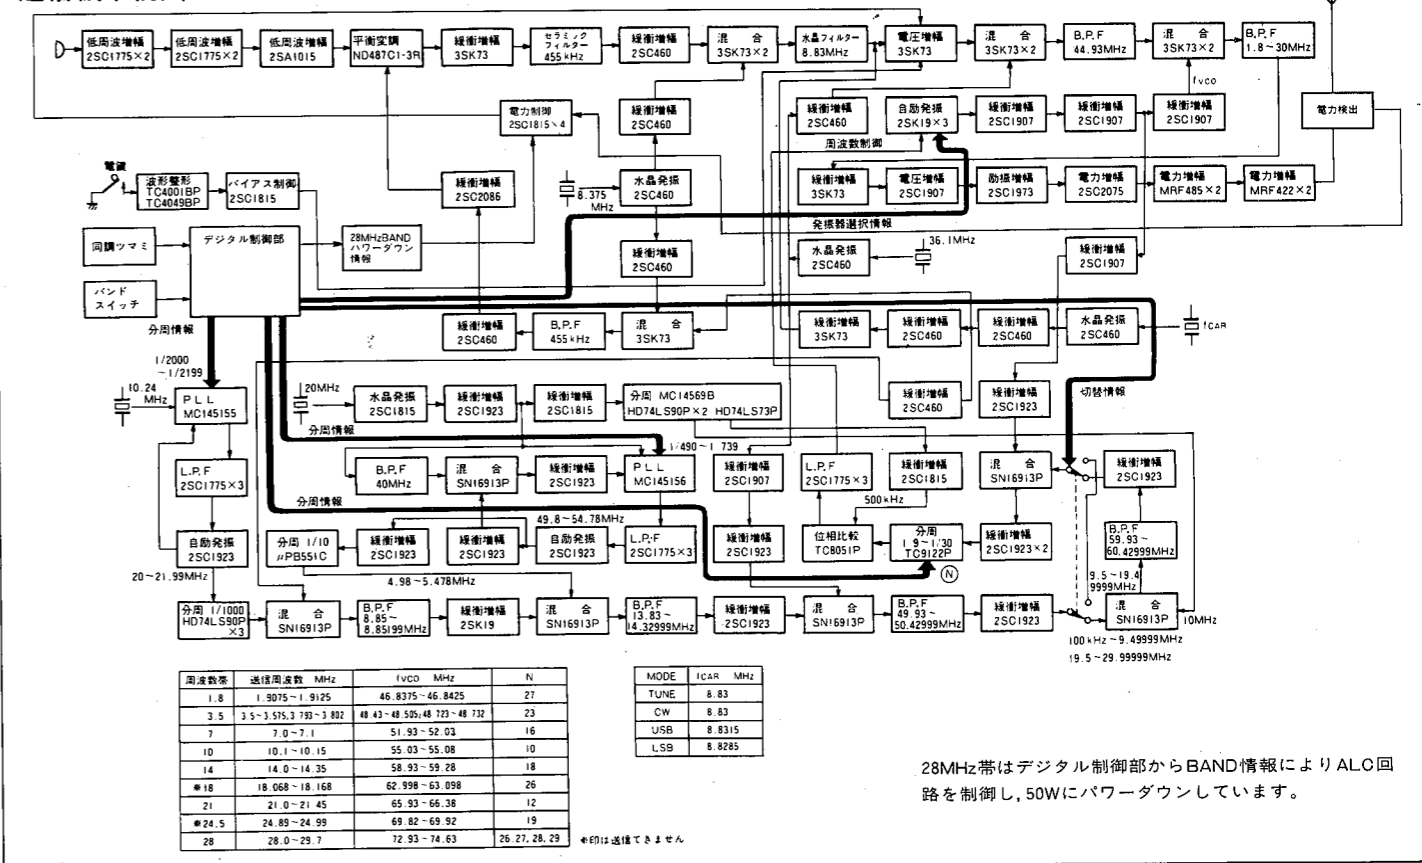 低周波増幅
2SC1775×2
低周波増幅
2SC1775×2
低周波増幅
2SA1015
平衡変調
ND487C1-3R
緩衝増幅
3SK73
セラミック
フィルター
455kHz
緩衝増幅
2SC460
混合
3SK73×2
水晶フィルター
8.83MHz
電圧増幅
3SK73
混合
3SK73×2
B.P.F
44.93MHz
混合
3SK73×2
B.P.F
1.8~30MHz
fVCO
電力制御
2SC1815×4
緩衝増幅
2SC460
緩衝増幅
2SC460
自励発振
2SK19×3
緩衝増幅
2SC1907
緩衝増幅
2SC1907
緩衝増幅
2SC1907
電力検出
周波数制御
電鍵
波形整形
TC4001BP
TC4049BP
バイアス制御
2SC1815
緩衝増幅
2SC2086
8.375
MHz
水晶発振
2SC460
緩衝増幅
3SK73
電圧増幅
2SC1907
励振増幅
2SC1973
電力増幅
2SC2075
電力増幅
MRF485×2
電力増幅
MRF422×2
発振器選択情報
同調ツマミ
デジタル制御部
28MHzBAND
パワーダウン
情報
緩衝増幅
2SC460
水晶発振
2SC460
36.1MHz
緩衝増幅
2SC1907
バンド
スイッチ
分周情報
緩衝増幅
2SC460
B.P.F
455kHz
混合
3SK73
緩衝増幅
3SK73
緩衝増幅
2SC460
緩衝増幅
2SC460
水晶発振
2SC460
fCAR
1/2000
~1/2199
10.24
MHz
PLL
MC145155
20MHz
水晶発振
2SC1815
緩衝増幅
2SC1923
緩衝増幅
2SC1815
分周 MC14569B
HD74LS90P×2 HD74LS73P
緩衝増幅
2SC460
緩衝増幅
2SC1923
切替情報
分周情報
1/490~1 739
L.P.F
2SC1775×3
B.P.F
40MHz
混合
SN16913P
緩衝増幅
2SC1923
PLL
MC145156
緩衝増幅
2SC1907
L.P.F
2SC1775×3
緩衝増幅
2SC1815
混合
SN16913P
緩衝増幅
2SC1923
分周情報
500kHz
49.8~54.78MHz
自励発振
2SC1923
分周 1/10
μPB551C
緩衝増幅
2SC1923
緩衝増幅
2SC1923
自励発振
2SC1923
L.P.F
2SC1775×3
緩衝増幅
2SC1923
位相比較
TC8051P
分周
1 9~1/30
TC9122P
緩衝増幅
2SC1923×2
B.P.F
59.93~
60.42999MHz
20~21.99MHz
4.98~5.478MHz
N
9.5~19.4
9999MHz
分周 1/1000
HD74LS90P
×3
混合
SN16913P
B.P.F
8.85~
8.85199MHz
緩衝増幅
2SK19
混合
SN16913P
B.P.F
13.83~
14.32999MHz
緩衝増幅
2SC1923
混合
SN16913P
B.P.F
49.93~
50.42999MHz
緩衝増幅
2SC1923
混合
SN16913P
10MHz
100kHz~9.49999MHz
19.5~29.99999MHz
周波数帯 送信周波数 MHz fVCO MHz N
1.8 1.9075~1.9125 46.8375~46.8425 27
3.5 3.5~3.575,3 793~3 802 48.43~48.505;48 723~48 732 23
7 7.0~7.1 51.93~52.03 16
10 10.1~10.15 55.03~55.08 10
14 14.0~14.35 58.93~59.28 18
※18 18.068~18.168 62.998~63.098 26
21 21.0~21 45 65.93~66.38 12
※24.5 24.89~24.99 69.82~69.92 19
28 28.0~29.7 72.93~74.63 26.27,28,29
※印は送信できません
MODE fCAR MHz
TUNE 8.83
CW 8.83
USB 8.8315
LSB 8.8285
28MHz帯はデジタル制御部からBAND情報によりALC回
路を制御し,50Wにパワーダウンしています。